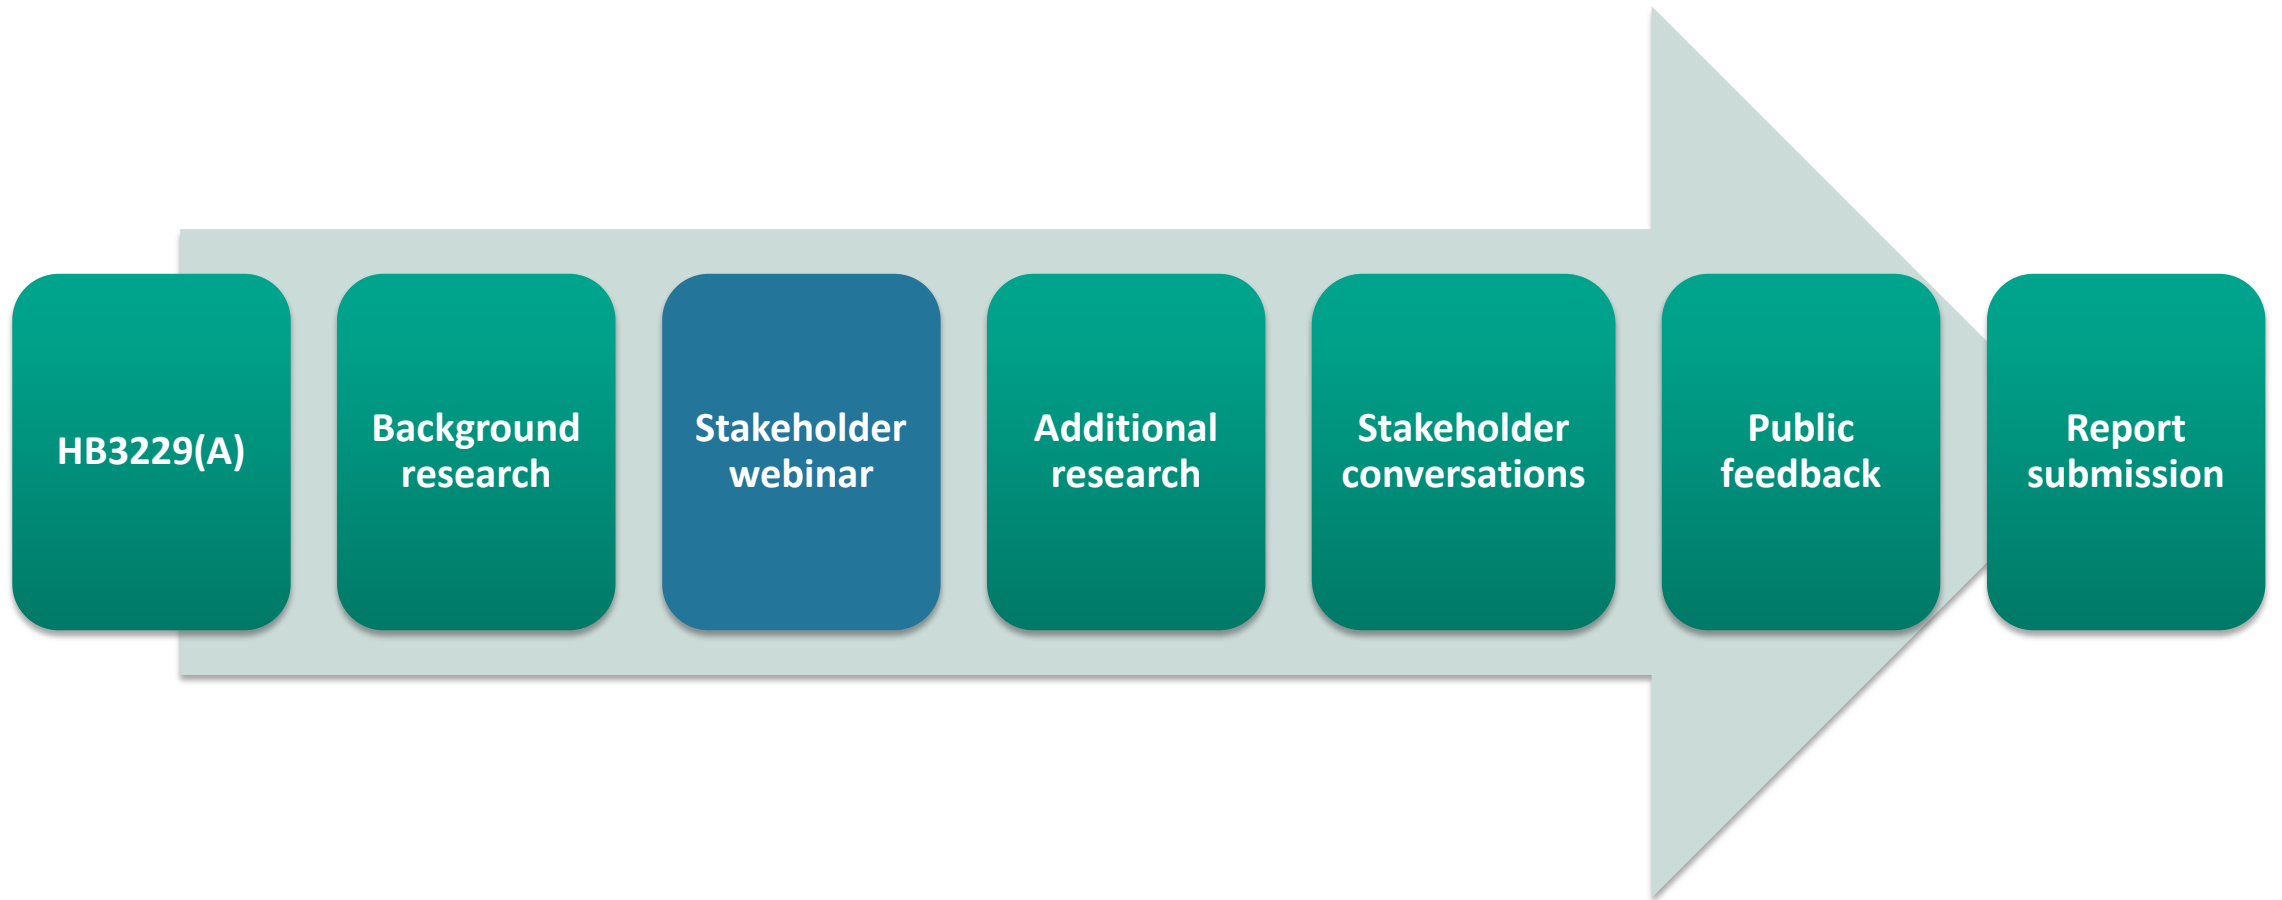 HB3229(A)
Background
research
Stakeholder
webinar
Additional
research
Stakeholder
conversations
Public
feedback
Report
submission